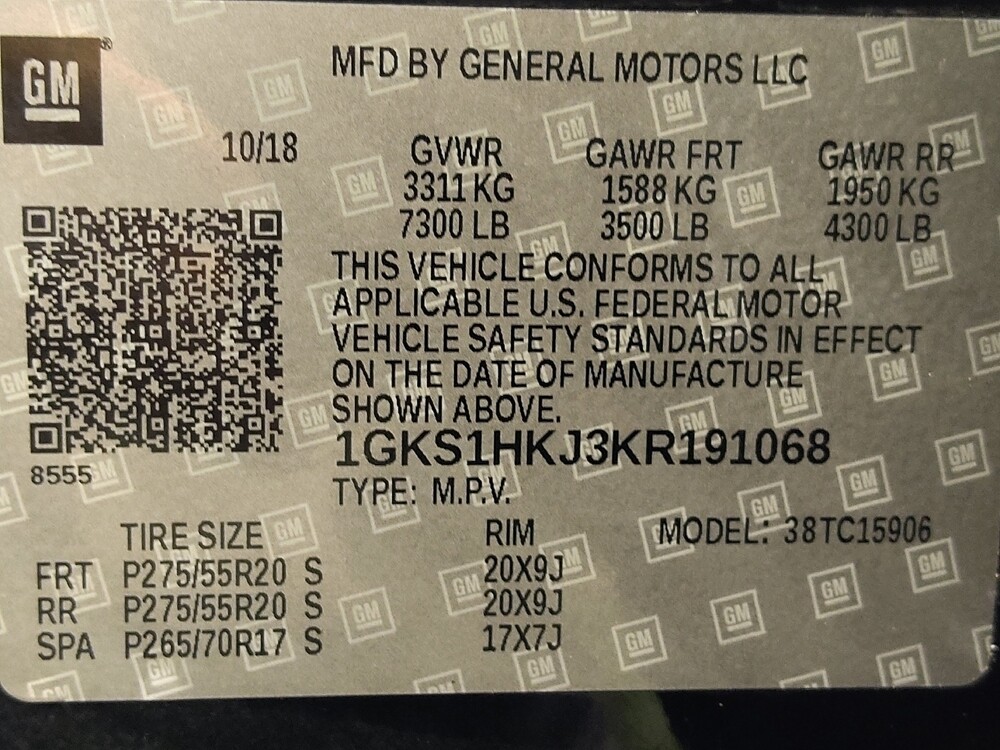 GM®
MFD BY GENERAL MOTORS LLC
10/18
GVWR GAWR FRT GAWR RR
3311 KG 1588 KG 1950 KG
7300 LB 3500 LB 4300 LB
THIS VEHICLE CONFORMS TO ALL
APPLICABLE U.S. FEDERAL MOTOR
VEHICLE SAFETY STANDARDS IN EFFECT
ON THE DATE OF MANUFACTURE
SHOWN ABOVE.
1GKS1HKJ3KR191068
8555
TYPE: M.P.V.
TIRE SIZE RIM MODEL: 38TC15906
FRT P275/55R20 S 20X9J
RR P275/55R20 S 20X9J
SPA P265/70R17 S 17X7J